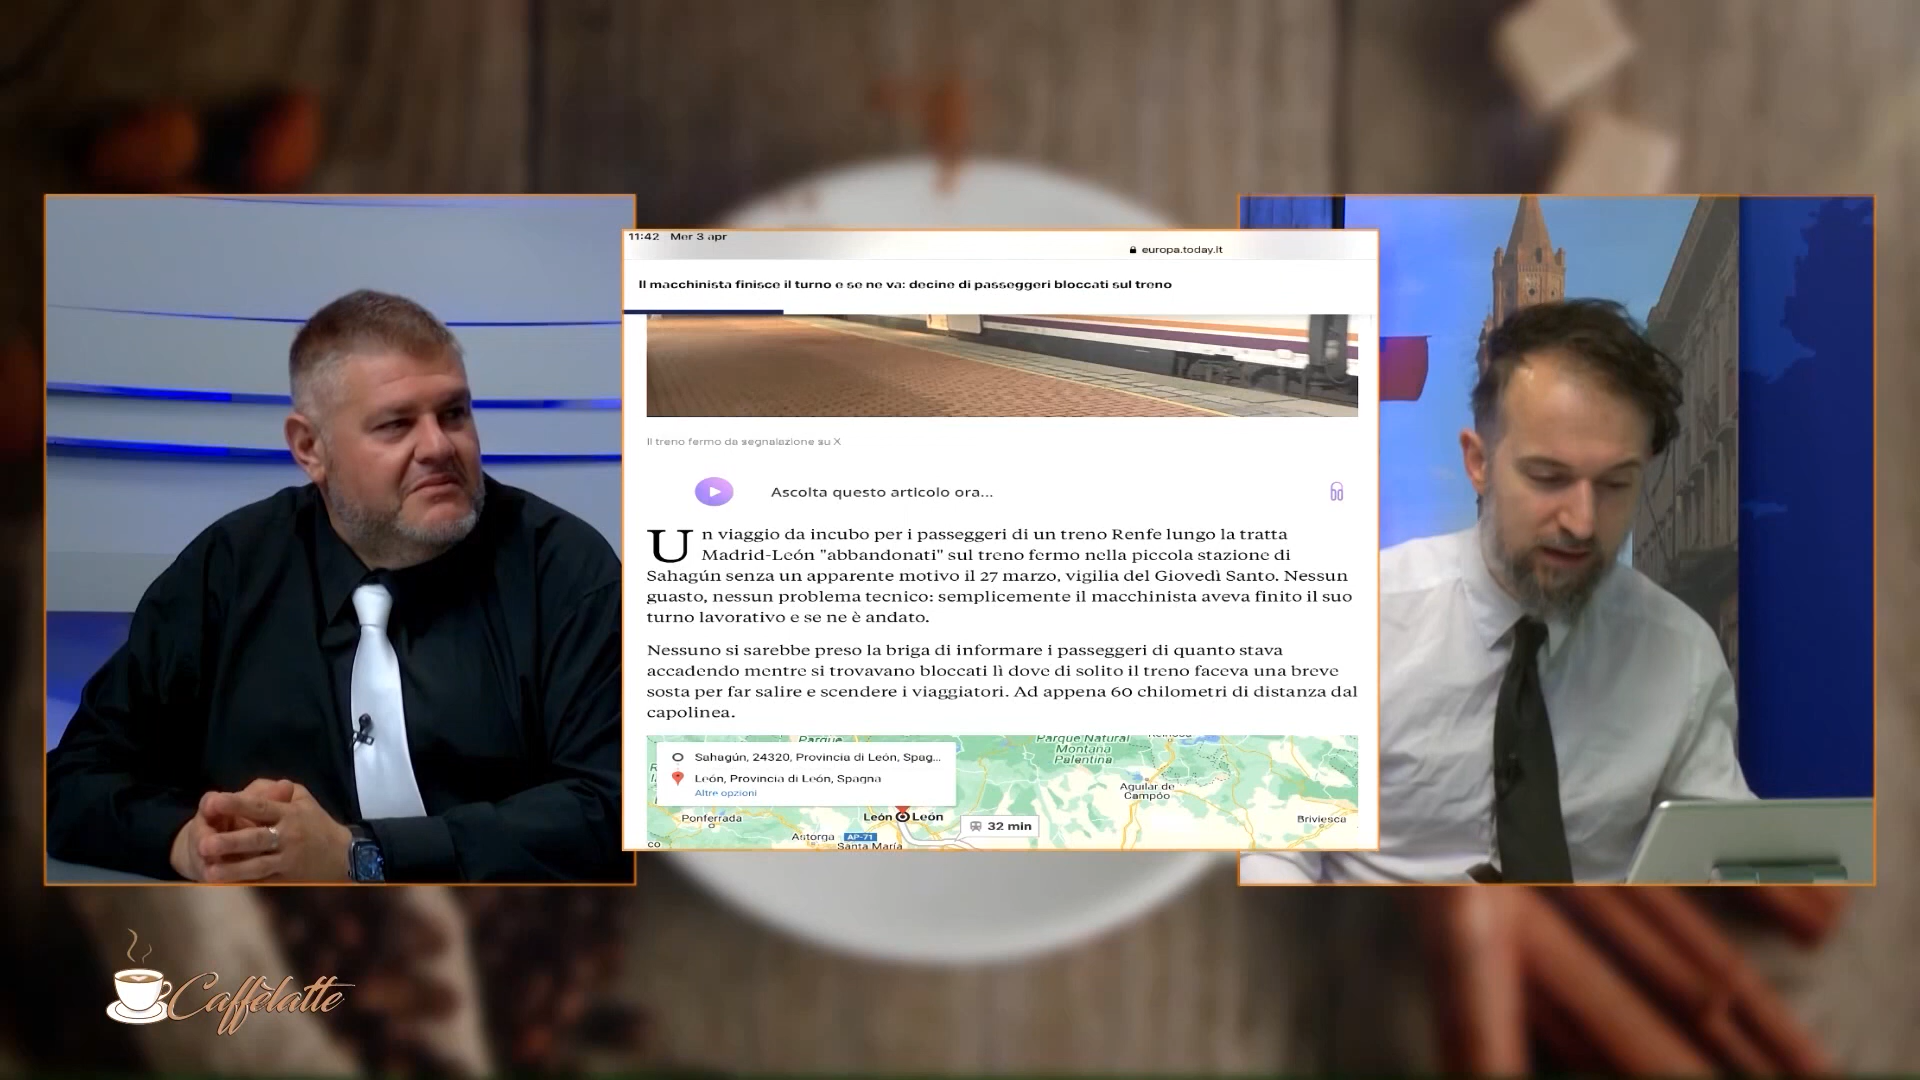 11:42 Mer 3 apr
europa.today.it
Il macchinista finisce il turno e se ne va: decine di passeggeri bloccati sul treno
Il treno fermo da segnalazione su X
Ascolta questo articolo ora...
Un viaggio da incubo per i passeggeri di un treno Renfe lungo la tratta
Madrid-León "abbandonati" sul treno fermo nella piccola stazione di
Sahagún senza un apparente motivo il 27 marzo, vigilia del Giovedì Santo. Nessun
guasto, nessun problema tecnico: semplicemente il macchinista aveva finito il suo
turno lavorativo e se ne è andato.
Nessuno si sarebbe preso la briga di informare i passeggeri di quanto stava
accadendo mentre si trovavano bloccati lì dove di solito il treno faceva una breve
sosta per far salire e scendere i viaggiatori. Ad appena 60 chilometri di distanza dal
capolinea.
Parque
Parque Natural
Montaña
Palentina
Sahagún, 24320, Provincia di León, Spag...
León, Provincia di León, Spagna
Altre opzioni
Aguilar de
Campóo
Ponferrada
León León
32 min
Briviesca
Astorga
AP-71
Santa María
co
Caffèlatte